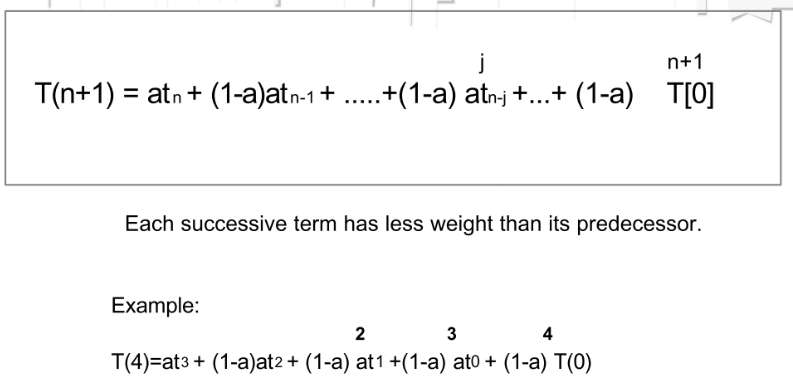 j n+1
T(n+1) = atn + (1-a)atn-1 + .....+(1-a) atn-j +...+ (1-a) T[0]
Each successive term has less weight than its predecessor.
Example:
2 3 4
T(4)=at3 + (1-a)at2 + (1-a) at1 +(1-a) at0 + (1-a) T(0)